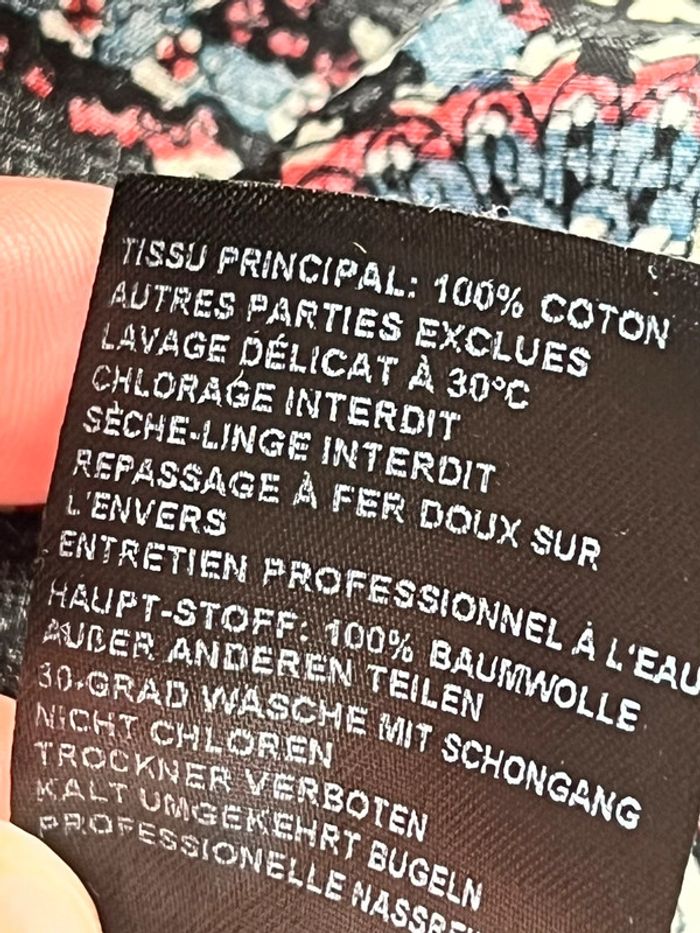 TISSU PRINCIPAL: 100% COTON
AUTRES PARTIES EXCLUES
LAVAGE DÉLICAT À 30°C
CHLORAGE INTERDIT
SÈCHE-LINGE INTERDIT
REPASSAGE À FER DOUX SUR
L'ENVERS
ENTRETIEN PROFESSIONNEL À L'EAU
HAUPT-STOFF: 100% BAUMWOLLE
AUßER ANDEREN TEILEN
30-GRAD WASCHE MIT SCHONGANG
NICHT CHLOREN
TROCKNER VERBOTEN
KALT UMGEKEHRT BUGELN
PROFESSIONELLE